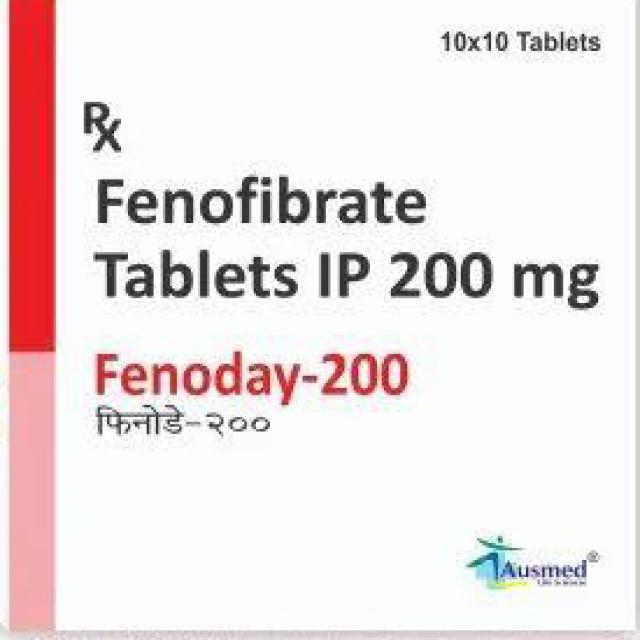 10x10 Tablets
Rx
Fenofibrate
Tablets IP 200 mg
Fenoday-200
फिनोडे-२००
Ausmed®